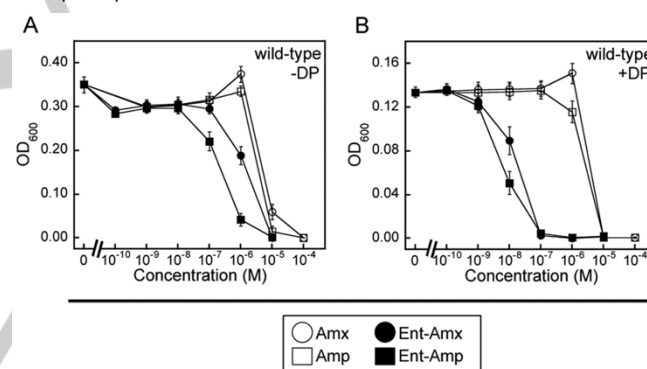 A
B
wild-type
-DP
wild-type
+DP
OD600
0.40
0.30
0.20
0.10
0.00
0 10-10 10-9 10-8 10-7 10-6 10-5 10-4
Concentration (M)
OD600
0.16
0.12
0.08
0.04
0.00
0 10-10 10-9 10-8 10-7 10-6 10-5 10-4
Concentration (M)
Amx Ent-Amx
Amp Ent-Amp